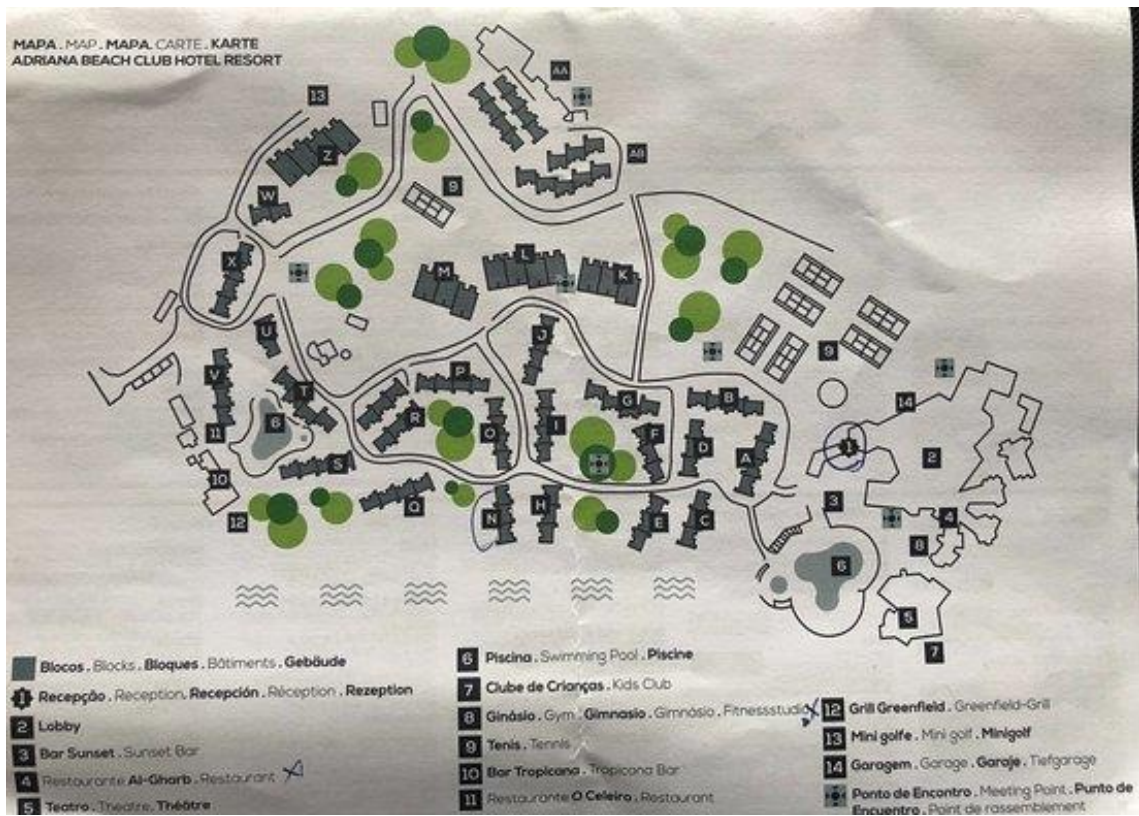 MAPA . MAP . MAPA . CARTE . KARTE
ADRIANA BEACH CLUB HOTEL RESORT
AA
13
Z
AB
W
9
X
L
M
K
U
J
9
V
T
P
G
B
14
R
O
I
F
D
A
1
2
6
11
S
10
3
12
Q
N
H
E
C
4
8
6
5
7
Blocos . Blocks . Bloques . Bâtiments . Gebäude
1 Recepção . Reception. Recepción . Réception . Rezeption
2 Lobby
3 Bar Sunset . Sunset Bar
4 Restaurante Al-Gharb . Restaurant
5 Teatro . Theatre. Théâtre
6 Piscina . Swimming Pool . Piscine
7 Clube de Crianças . Kids Club
8 Ginásio . Gym . Gimnasio . Gimnásio . Fitnessstudio
9 Tenis . Tennis
10 Bar Tropicana . Tropicana Bar
11 Restaurante O Celeiro . Restaurant
12 Grill Greenfield . Greenfield-Grill
13 Mini golfe . Mini golf . Minigolf
14 Garagem . Garage . Garaje . Tiefgarage
Ponto de Encontro . Meeting Point . Punto de
Encuentro . Point de rassemblement